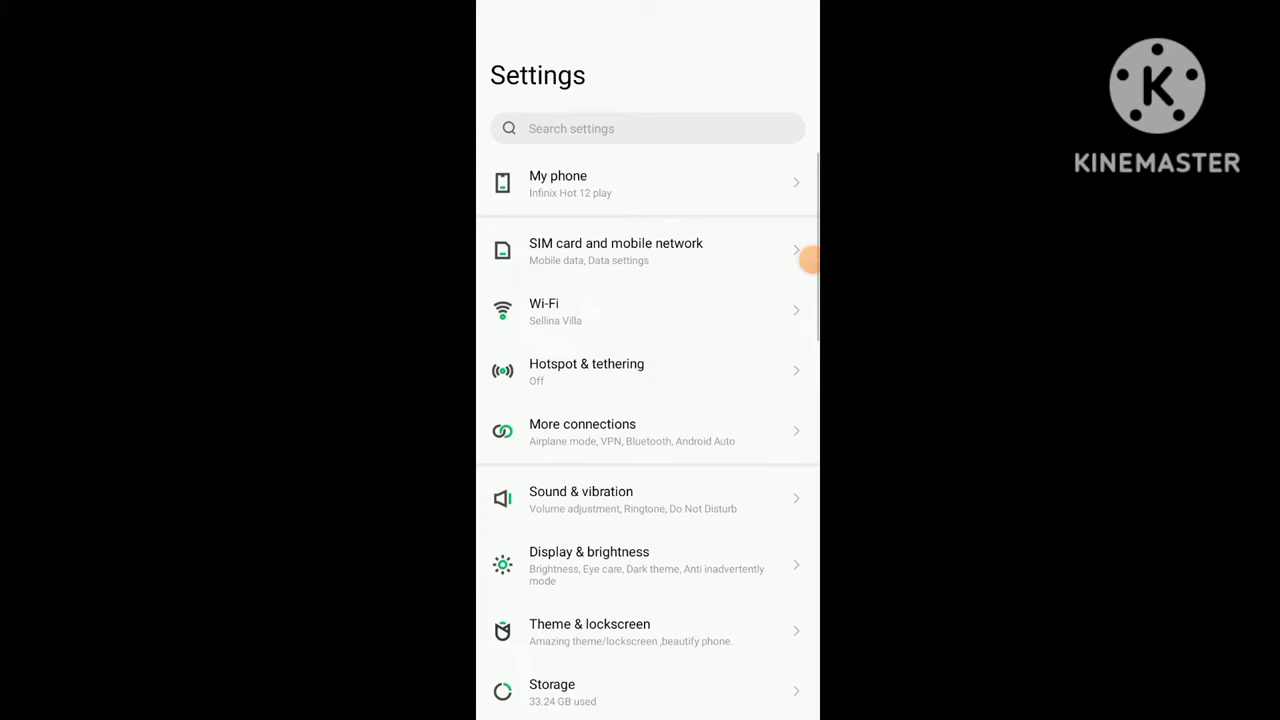 Settings
Search settings
My phone
Infinix Hot 12 play
SIM card and mobile network
Mobile data, Data settings
Wi-Fi
Sellina Villa
Hotspot & tethering
Off
More connections
Airplane mode, VPN, Bluetooth, Android Auto
Sound & vibration
Volume adjustment, Ringtone, Do Not Disturb
Display & brightness
Brightness, Eye care, Dark theme, Anti inadvertently
mode
Theme & lockscreen
Amazing theme/lockscreen ,beautify phone.
Storage
33.24 GB used
K
KINEMASTER